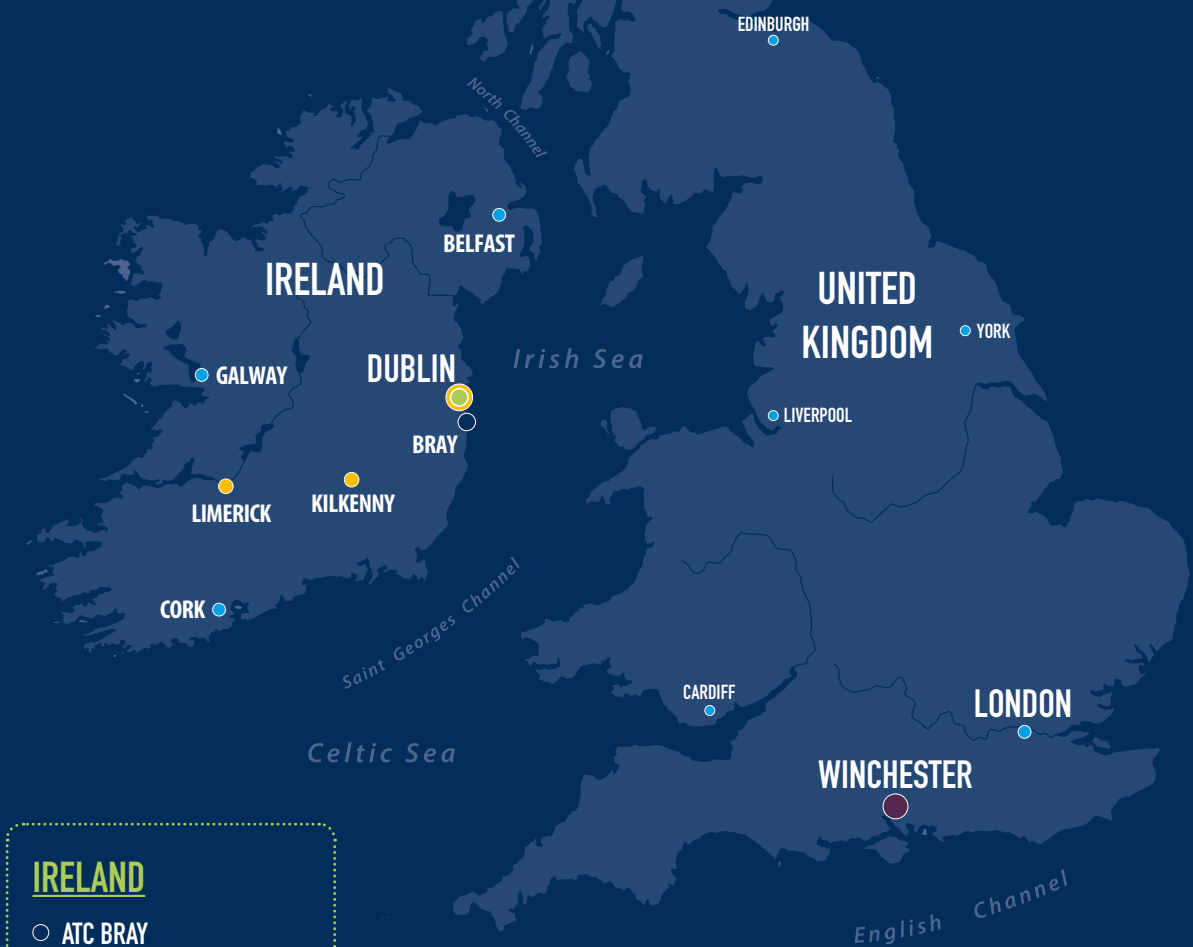 EDINBURGH
North Channel
BELFAST
IRELAND
UNITED
KINGDOM
YORK
Irish Sea
DUBLIN
GALWAY
LIVERPOOL
BRAY
LIMERICK
KILKENNY
Saint Georges Channel
CORK
CARDIFF
LONDON
Celtic Sea
WINCHESTER
English Channel
IRELAND
ATC BRAY